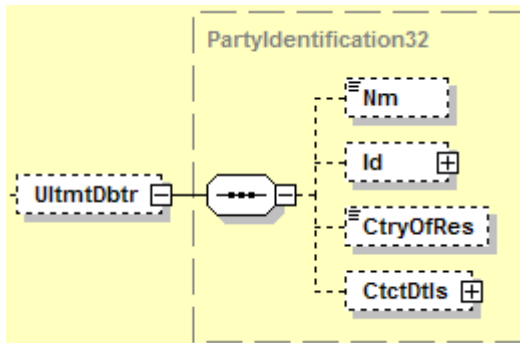 PartyIdentification32
Nm
Id
UltmtDbtr
CtryOfRes
CtctDtls